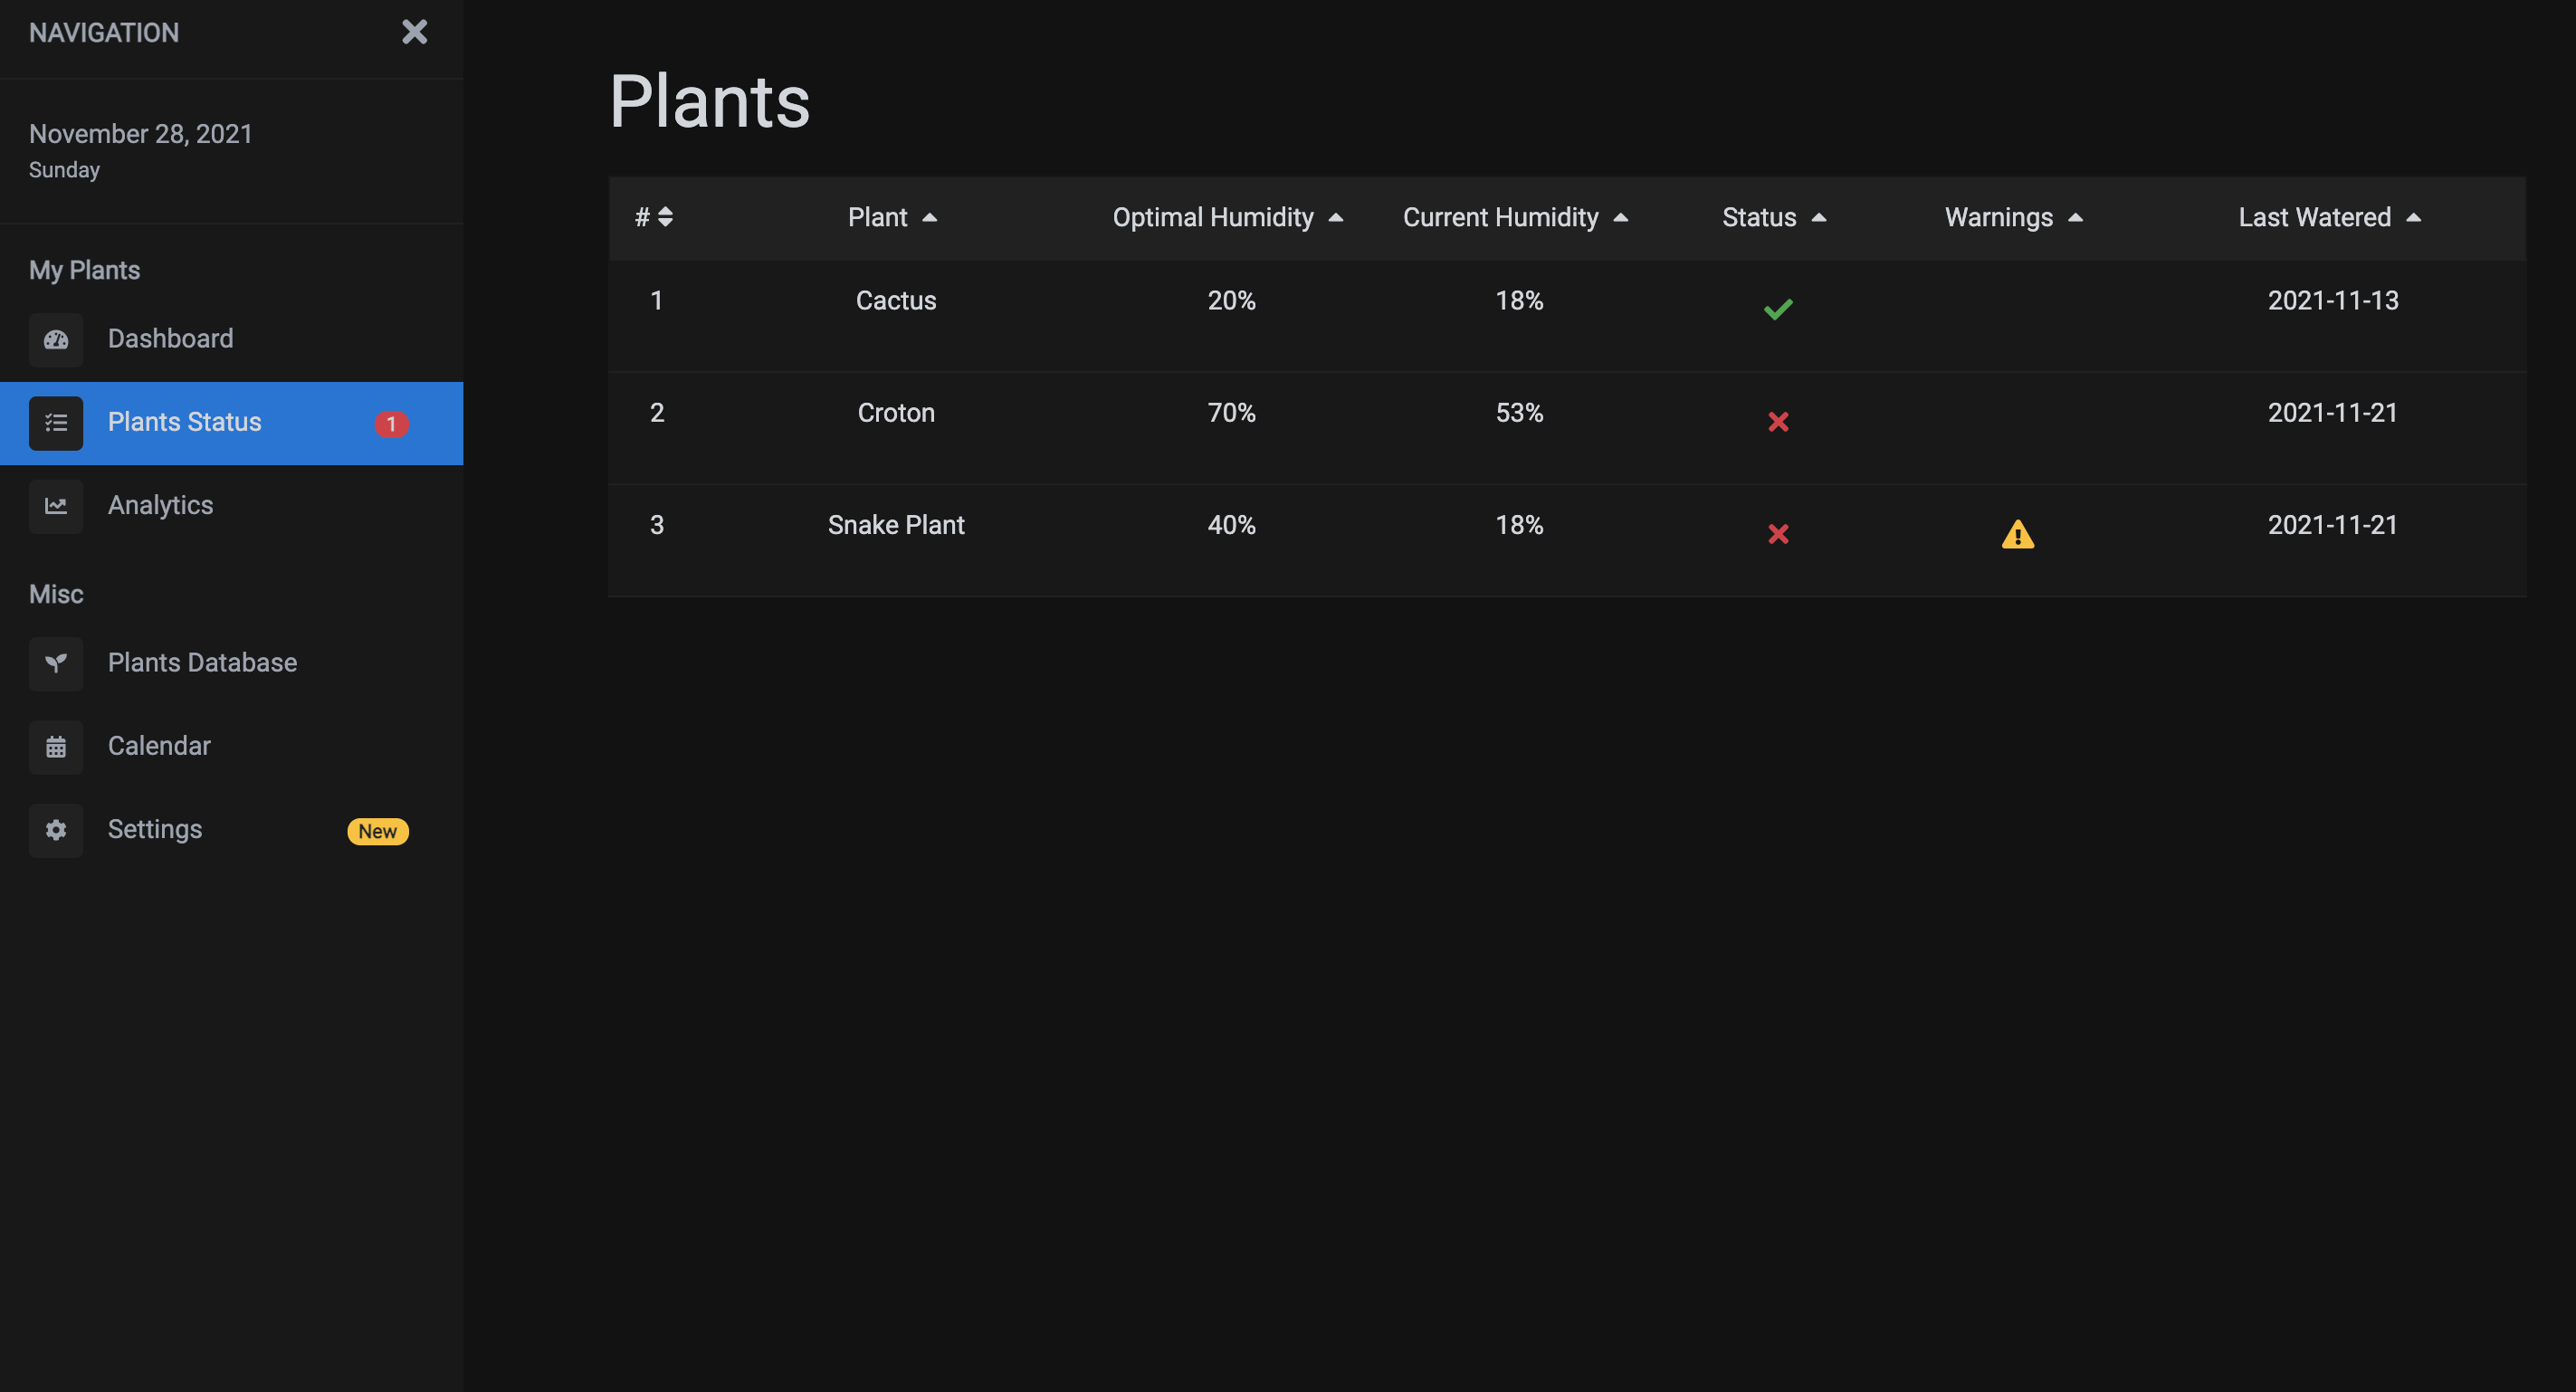 NAVIGATION
November 28, 2021
Sunday
My Plants
Dashboard
Plants Status 1
Analytics
Misc
Plants Database
Calendar
Settings New
Plants
# Plant Optimal Humidity Current Humidity Status Warnings Last Watered
1 Cactus 20% 18% 2021-11-13
2 Croton 70% 53% 2021-11-21
3 Snake Plant 40% 18% 2021-11-21